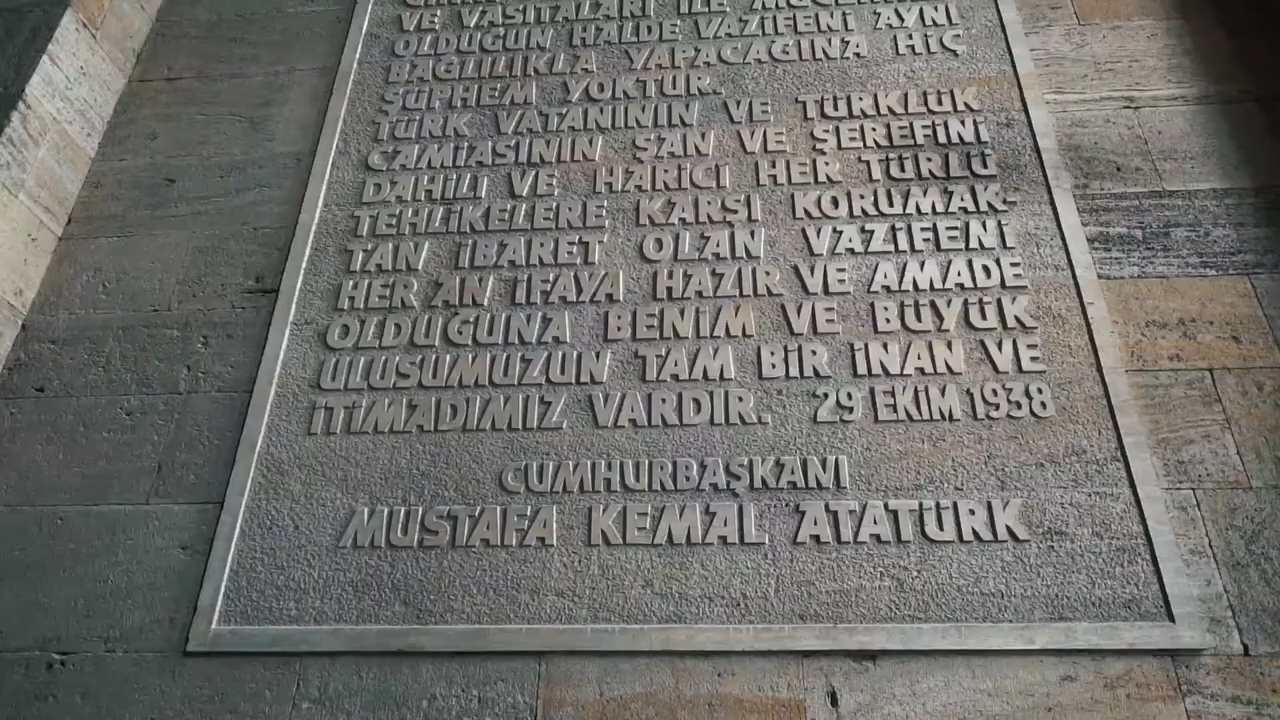 VE VASITALARI İLE
OLDUĞUN HALDE VAZİFENİ AYNI
BAĞLILIKLA YAPACAĞINA HİÇ
ŞÜPHEM YOKTUR.
TÜRK VATANININ VE TÜRKLÜK
CAMİASININ ŞAN VE ŞEREFİNİ
DAHİLİ VE HARİCİ HER TÜRLÜ
TEHLİKELERE KARŞI KORUMAK-
TAN İBARET OLAN VAZİFENİ
HER AN İFAYA HAZIR VE AMADE
OLDUĞUNA BENİM VE BÜYÜK
ULUSUMUZUN TAM BİR İNAN VE
İTİMADIMIZ VARDIR. 29 EKİM 1938
CUMHURBAŞKANI
MUSTAFA KEMAL ATATÜRK